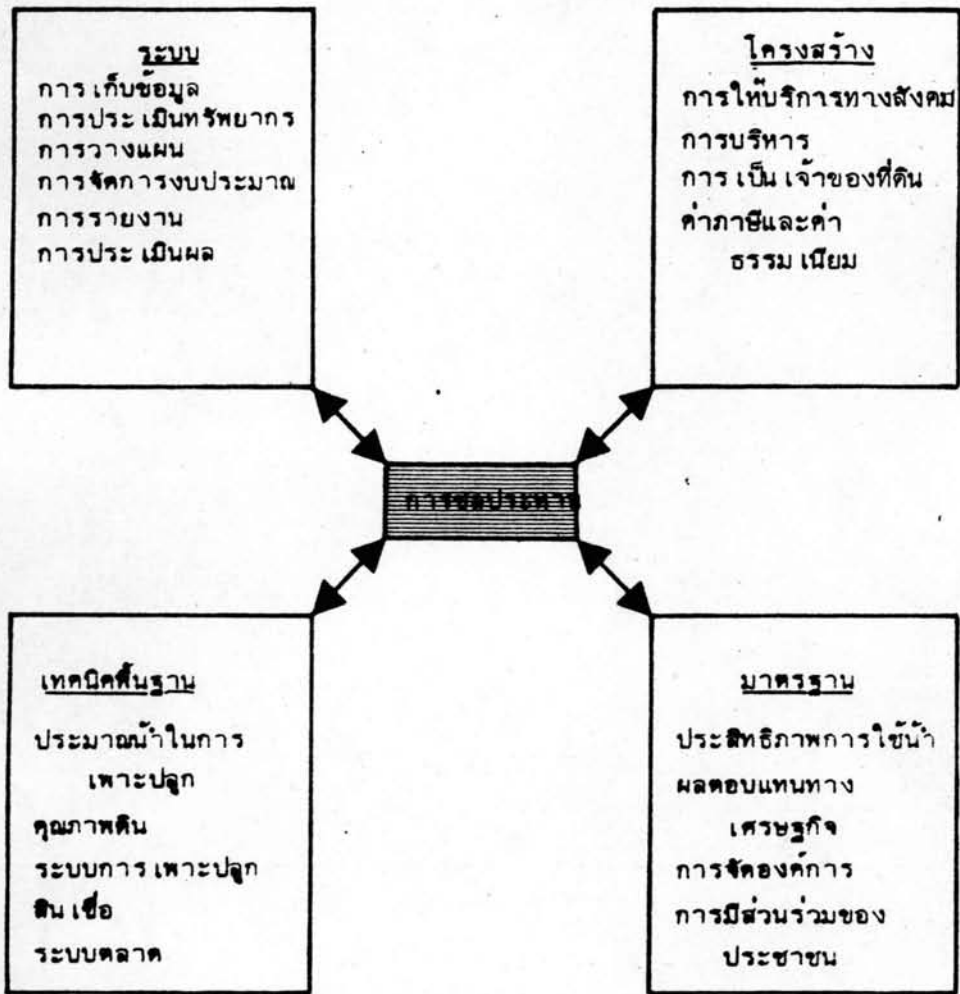 ระบบ
การเก็บข้อมูล
การประเมินทรัพยากร
การวางแผน
การจัดการงบประมาณ
การรายงาน
การประเมินผล
โครงสร้าง
การให้บริการทางสังคม
การบริหาร
การเป็นเจ้าของที่ดิน
ค่าภาษีและค่า
ธรรมเนียม
การชลประทาน
เทคนิคพื้นฐาน
ประมาณน้ำในการ
เพาะปลูก
คุณภาพดิน
ระบบการเพาะปลูก
สินเชื่อ
ระบบตลาด
มาตรฐาน
ประสิทธิภาพการใช้น้ำ
ผลตอบแทนทาง
เศรษฐกิจ
การจัดองค์การ
การมีส่วนร่วมของ
ประชาชน